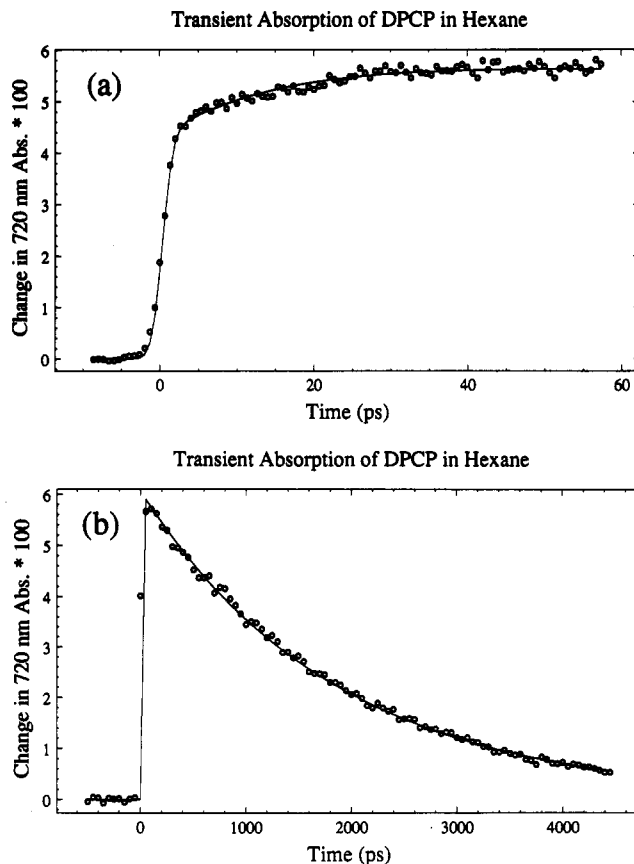 Transient Absorption of DPCP in Hexane
6
5
4
3
2
1
0
(a)
Change in 720 nm Abs. * 100
0
20
40
60
Time (ps)
Transient Absorption of DPCP in Hexane
6
5
4
3
2
1
0
(b)
Change in 720 nm Abs. * 100
0
1000
2000
3000
4000
Time (ps)